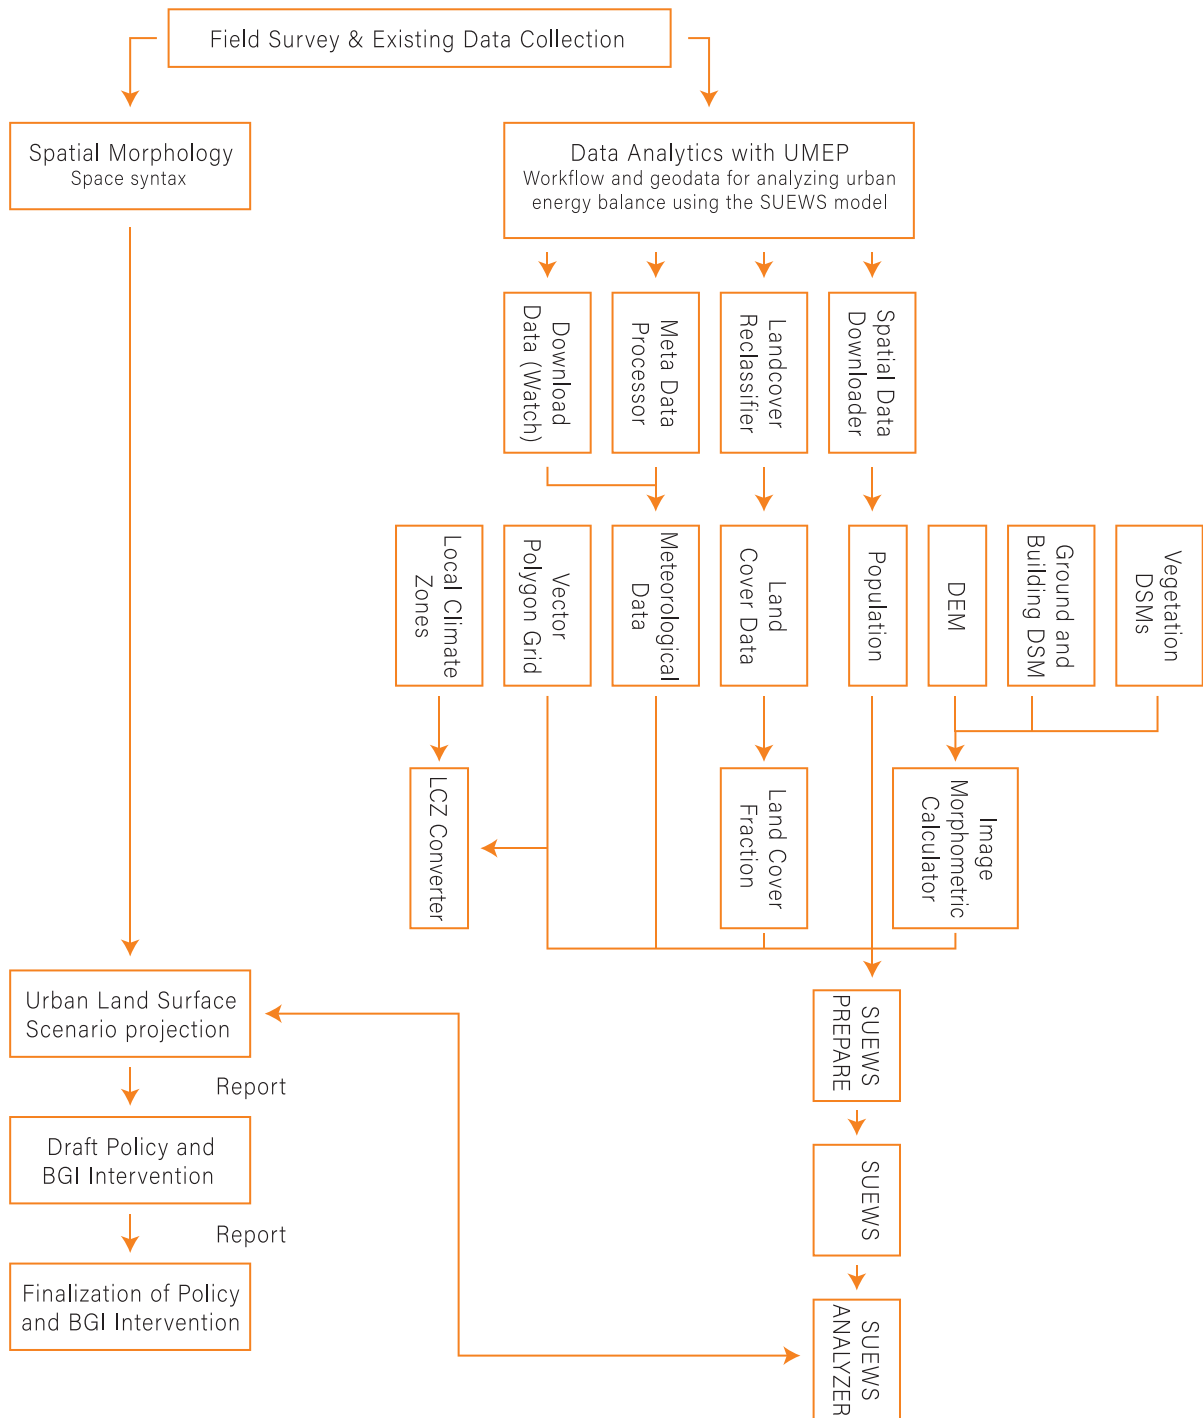 Field Survey & Existing Data Collection
Spatial Morphology
Space syntax
Data Analytics with UMEP
Workflow and geodata for analyzing urban
energy balance using the SUEWS model
Download
Data (Watch)
Meta Data
Processor
Landcover
Reclassifier
Spatial Data
Downloader
Local Climate
Zones
Vector
Polygon Grid
Meteorological
Data
Land
Cover Data
Population
DEM
Ground and
Building DSM
Vegetation
DSMs
LCZ Converter
Land Cover
Fraction
Image
Morphometric
Calculator
Urban Land Surface
Scenario projection
SUEWS
PREPARE
Report
Draft Policy and
BGI Intervention
SUEWS
Report
Finalization of Policy
and BGI Intervention
SUEWS
ANALYZER